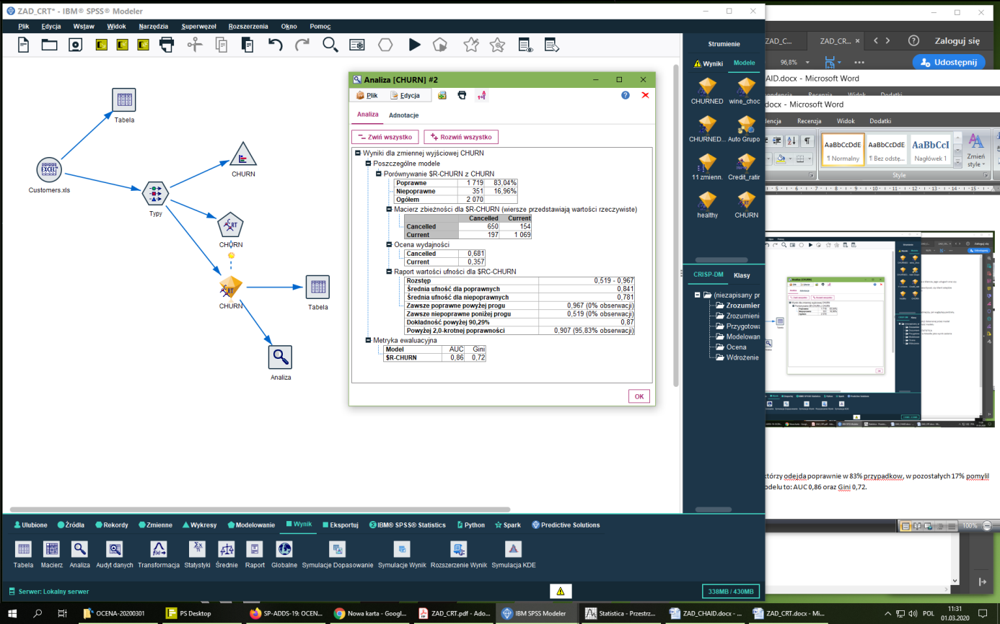 ZAD_CRT* - IBM® SPSS® Modeler
Plik Edycja Wstaw Widok Narzędzia Superwęzeł Rozszerzenia Okno Pomoc
EXCEL
Customers.xls
Tabela
Typy
CHURN
CRT
CHURN
CRT
CHURN
Tabela
Analiza
Analiza [CHURN] #2
Plik Edycja
Analiza Adnotacje
Zwiń wszystko Rozwiń wszystko
Wyniki dla zmiennej wyjściowej CHURN
Poszczególne modele
Porównywanie $R-CHURN z CHURN
Poprawne 1 719 83,04%
Niepoprawne 351 16,96%
Ogółem 2 070
Macierz zbieżności dla $R-CHURN (wiersze przedstawiają wartości rzeczywiste)
Cancelled Current
Cancelled 650 154
Current 197 1 069
Ocena wydajności
Cancelled 0,681
Current 0,357
Raport wartości ufności dla $RC-CHURN
Rozstęp 0,519 - 0,967
Średnia ufność dla poprawnych 0,841
Średnia ufność dla niepoprawnych 0,781
Zawsze poprawne powyżej progu 0,967 (0% obserwacji)
Zawsze niepoprawne poniżej progu 0,519 (0% obserwacji)
Dokładność powyżej 90,29% 0,87
Powyżej 2,0-krotnej poprawności 0,907 (95,83% obserwacji)
Metryka ewaluacyjna
Model AUC Gini
$R-CHURN 0,86 0,72
OK
Strumienie
Wyniki Modele
CHURNED wine_choc
CHURNED... Auto Grupo
11 zmienn. Credit_ratir
healthy CHURN
CRISP-DM Klasy
(niezapisany pr
Zrozumier
Zrozumieni
Przygotowa
Modelowan
Ocena
Wdrożenie
Ulubione Źródła Rekordy Zmienne Wykresy Modelowanie Wynik Eksportuj IBM® SPSS® Statistics Python Spark Predictive Solutions
Tabela Macierz Analiza Audyt danych Transformacja Statystyki Średnie Raport Globalne Symulacje Dopasowanie Symulacje Wynik Rozszerzenie Wynik Symulacja KDE
Serwer: Lokalny serwer
338MB / 430MB
ZAD_C... ZAD_CR... Zaloguj się
96,8% Udostępnij
AID.docx - Microsoft Word
docx - Microsoft Word
Recenzja Widok Dodatki
AaBbCcDdE AaBbCcDdE AaBbCcI
¶ Normalny ¶ Bez odstę... Nagłówek 1
Zmień style
Style
którzy odejda poprawnie w 83% przypadkow, w pozostałych 17% pomylil
odelu to: AUC 0,86 oraz Gini 0,72.
100%
OCENA-20200301 PS Desktop SP-ADDS-19: OCEN... Nowa karta - Googl... ZAD_CRT.pdf - Ado... IBM SPSS Modeler Statistica - Przestrz... ZAD_CHAID.docx - ... ZAD_CRT.docx - Mi... POL 11:31
01.03.2020